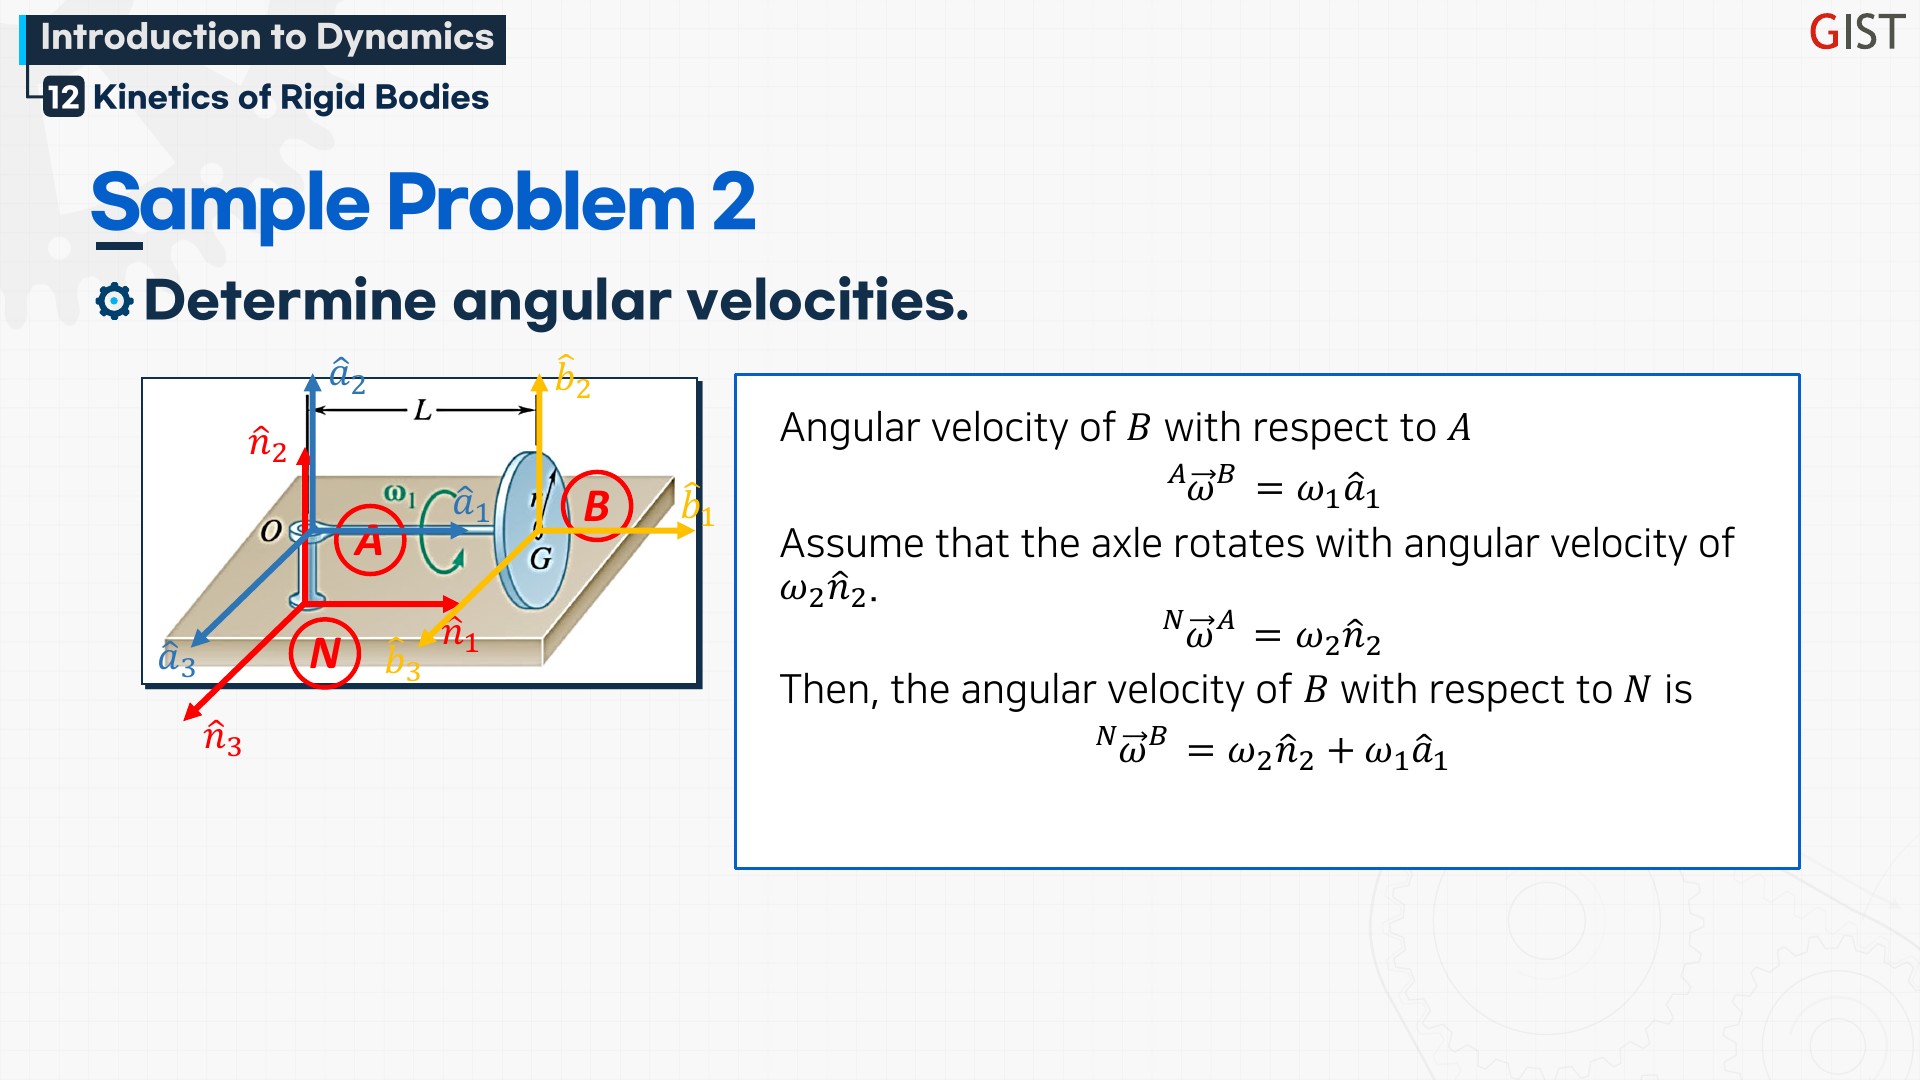 Introduction to Dynamics
GIST
12 Kinetics of Rigid Bodies
Sample Problem 2
Determine angular velocities.
â₂
b̂₂
L
n̂₂
ω₁
â₁
r
B
b̂₁
O
A
G
n̂₁
N
â₃
b̂₃
n̂₃
Angular velocity of B with respect to A
ᴬω⃗ᴮ = ω₁â₁
Assume that the axle rotates with angular velocity of
ω₂n̂₂.
ᴺω⃗ᴬ = ω₂n̂₂
Then, the angular velocity of B with respect to N is
ᴺω⃗ᴮ = ω₂n̂₂ + ω₁â₁